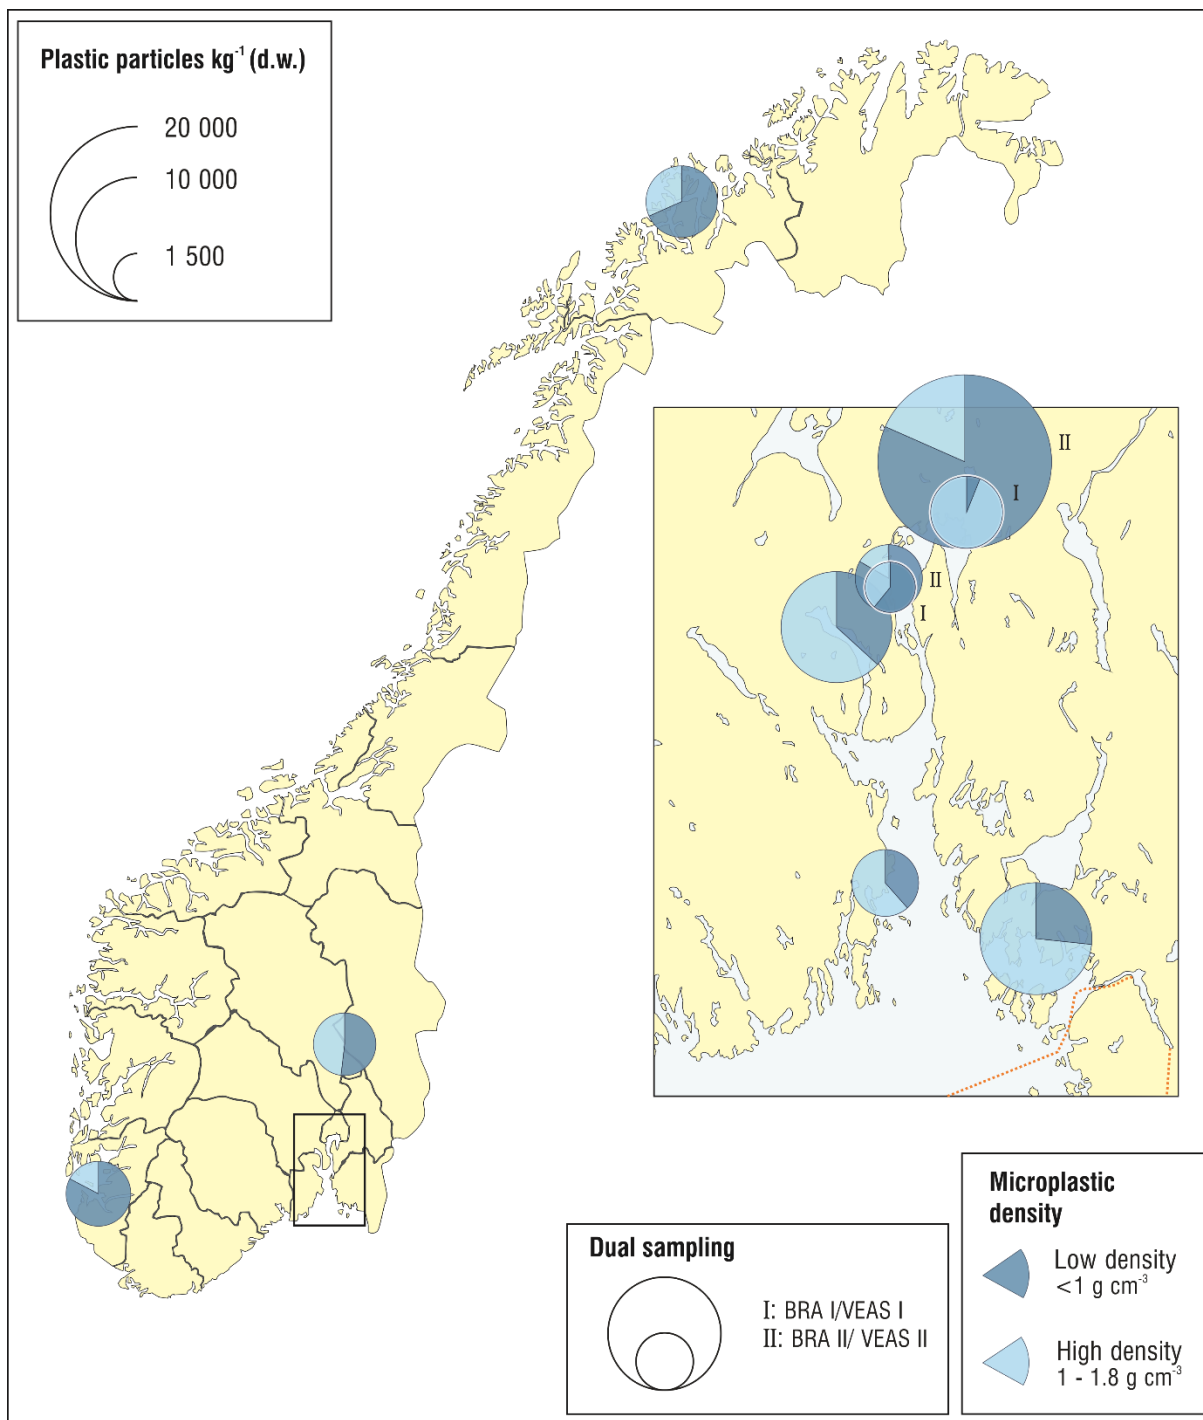 Plastic particles kg⁻¹ (d.w.)
20 000
10 000
1 500
II
I
II
I
Dual sampling
I: BRA I/VEAS I
II: BRA II/ VEAS II
Microplastic
density
Low density
<1 g cm⁻³
High density
1 - 1.8 g cm⁻³